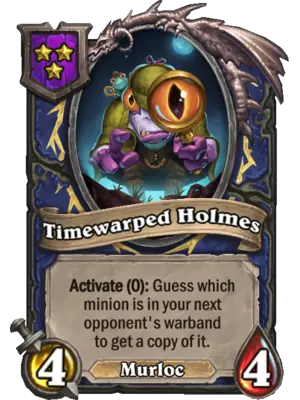 Timewarped Holmes
Activate (0): Guess which
minion is in your next
opponent's warband
to get a copy of it.
4
Murloc
4